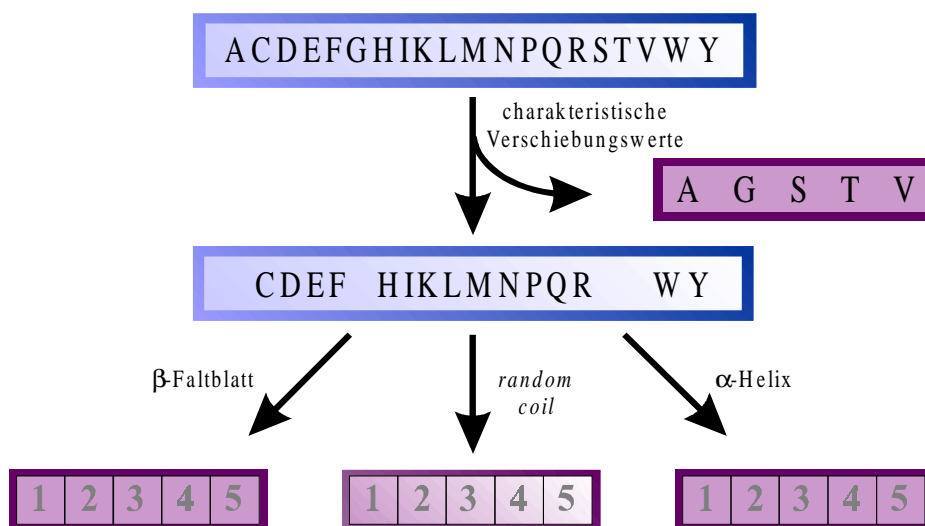 ACDEFGHIKLMNPQRSTVWY
charakteristische
Verschiebungswerte
A G S T V
CDEF HIKLMNPQR WY
β-Faltblatt
random
coil
α-Helix
1 2 3 4 5
1 2 3 4 5
1 2 3 4 5